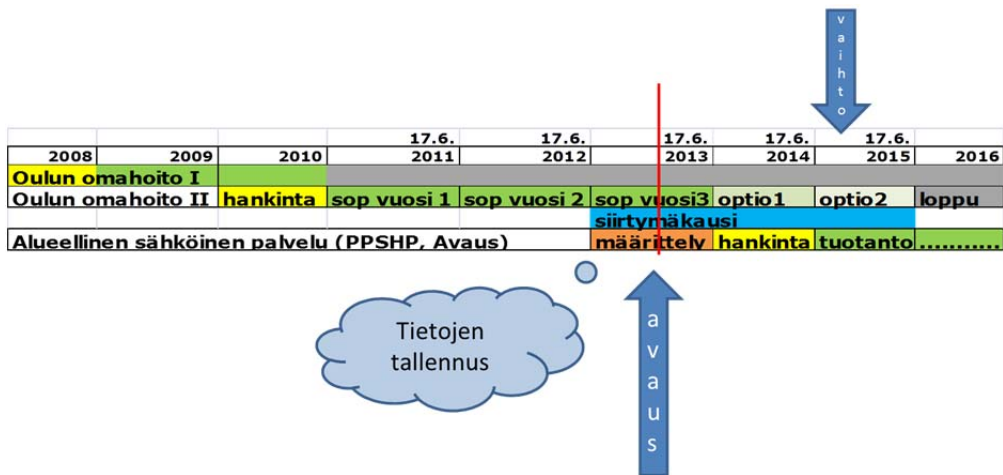 vaihto
17.6. 17.6. 17.6. 17.6. 17.6.
2008 2009 2010 2011 2012 2013 2014 2015 2016
Oulun omahoito I
Oulun omahoito II hankinta sop vuosi 1 sop vuosi 2 sop vuosi3 optio1 optio2 loppu
siirtymäkausi
Alueellinen sähköinen palvelu (PPSHP, Avaus) määrittely hankinta tuotanto ...........
Tietojen
tallennus
avaus